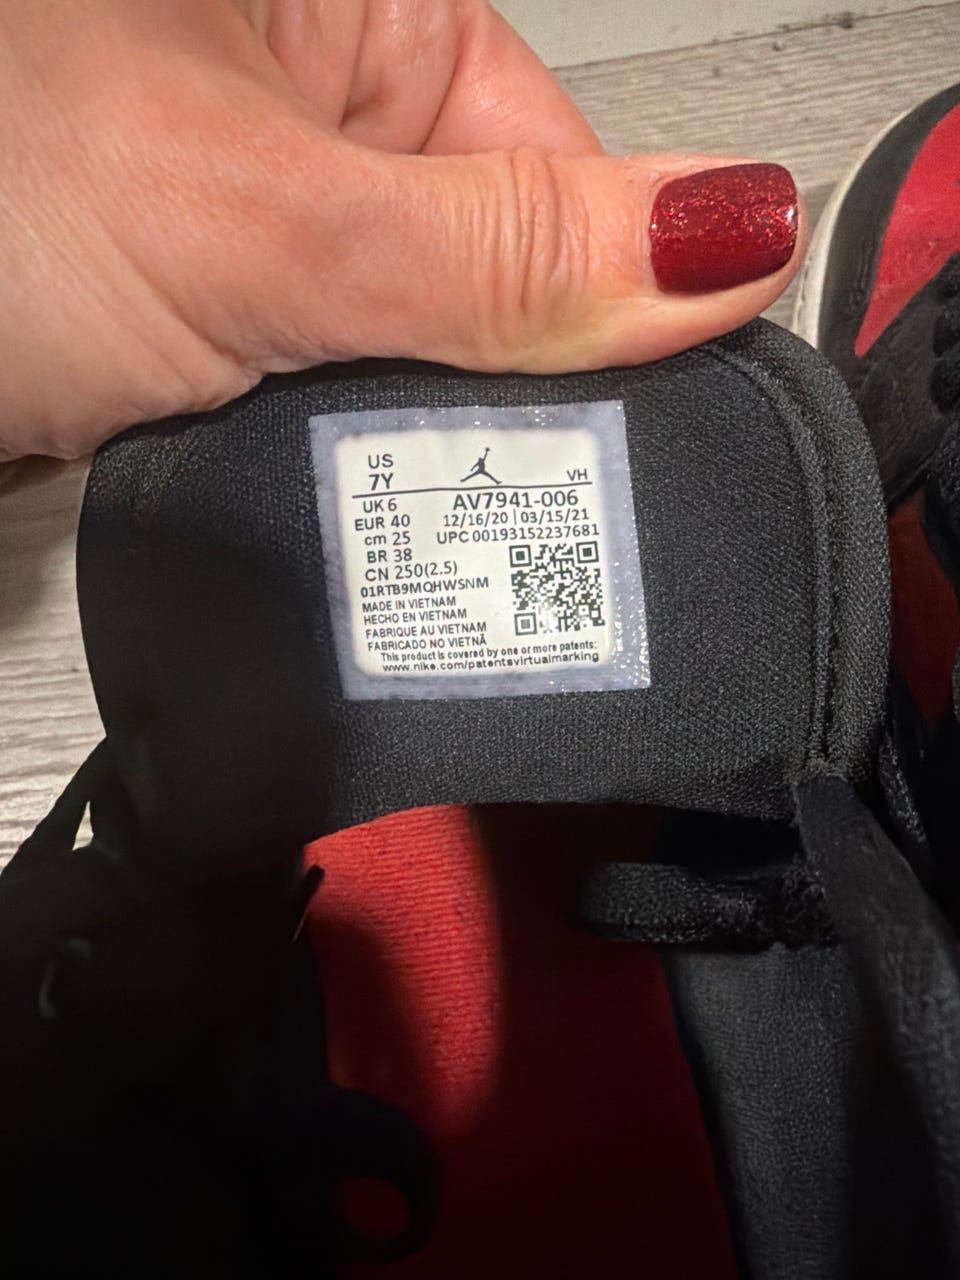 US
7Y
VH
UK 6
AV7941-006
EUR 40
12/16/20 | 03/15/21
cm 25
UPC 00193152237681
BR 38
CN 250(2.5)
01RTB9MQHWSNM
MADE IN VIETNAM
HECHO EN VIETNAM
FABRIQUE AU VIETNAM
FABRICADO NO VIETNÃ
This product is covered by one or more patents:
www.nike.com/patentsvirtualmarking